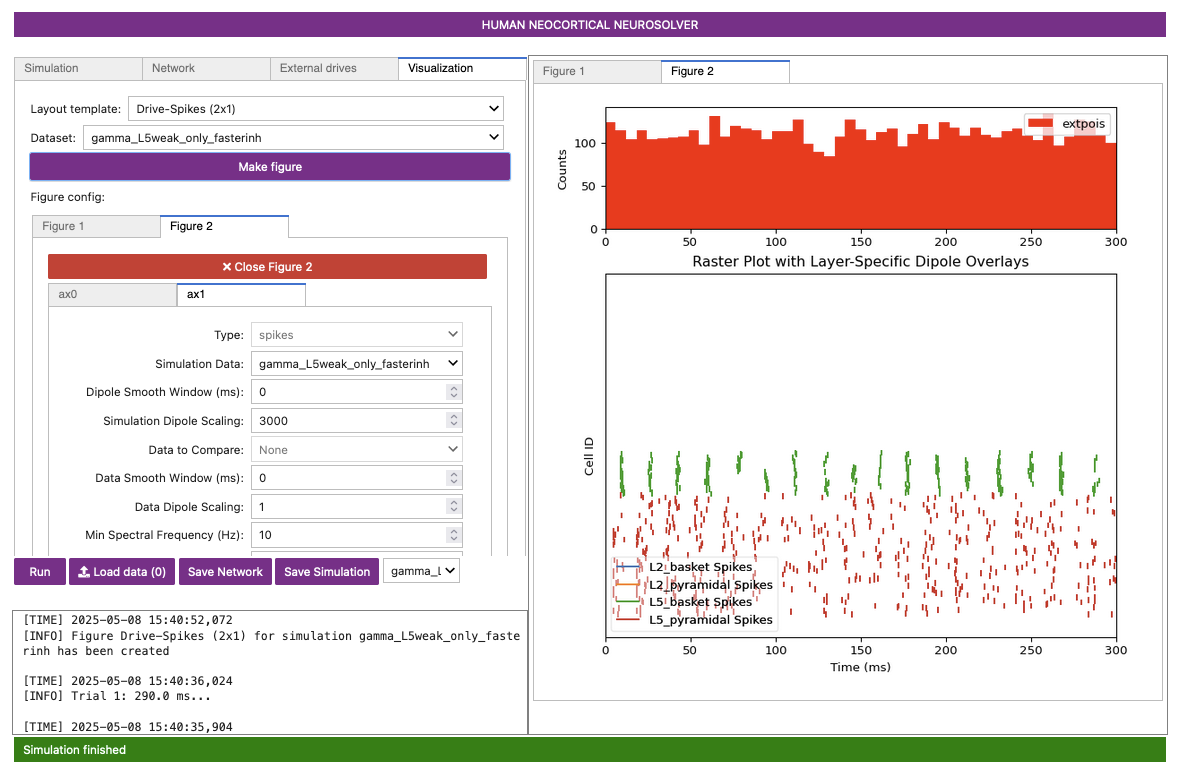 HUMAN NEOCORTICAL NEUROSOLVER
Simulation
Network
External drives
Visualization
Layout template:
Drive-Spikes (2x1)
Dataset:
gamma_L5weak_only_fasterinh
Make figure
Figure config:
Figure 1
Figure 2
Close Figure 2
ax0
ax1
Type:
spikes
Simulation Data:
gamma_L5weak_only_fasterinh
Dipole Smooth Window (ms):
0
Simulation Dipole Scaling:
3000
Data to Compare:
None
Data Smooth Window (ms):
0
Data Dipole Scaling:
1
Min Spectral Frequency (Hz):
10
Run
Load data (0)
Save Network
Save Simulation
gamma_L
[TIME] 2025-05-08 15:40:52,072
[INFO] Figure Drive-Spikes (2x1) for simulation gamma_L5weak_only_faste
rinh has been created
[TIME] 2025-05-08 15:40:36,024
[INFO] Trial 1: 290.0 ms...
[TIME] 2025-05-08 15:40:35,904
Simulation finished
Figure 1
Figure 2
extpois
Counts
100
50
0
0 50 100 150 200 250 300
Raster Plot with Layer-Specific Dipole Overlays
Cell ID
L2_basket Spikes
L2_pyramidal Spikes
L5_basket Spikes
L5_pyramidal Spikes
0 50 100 150 200 250 300
Time (ms)